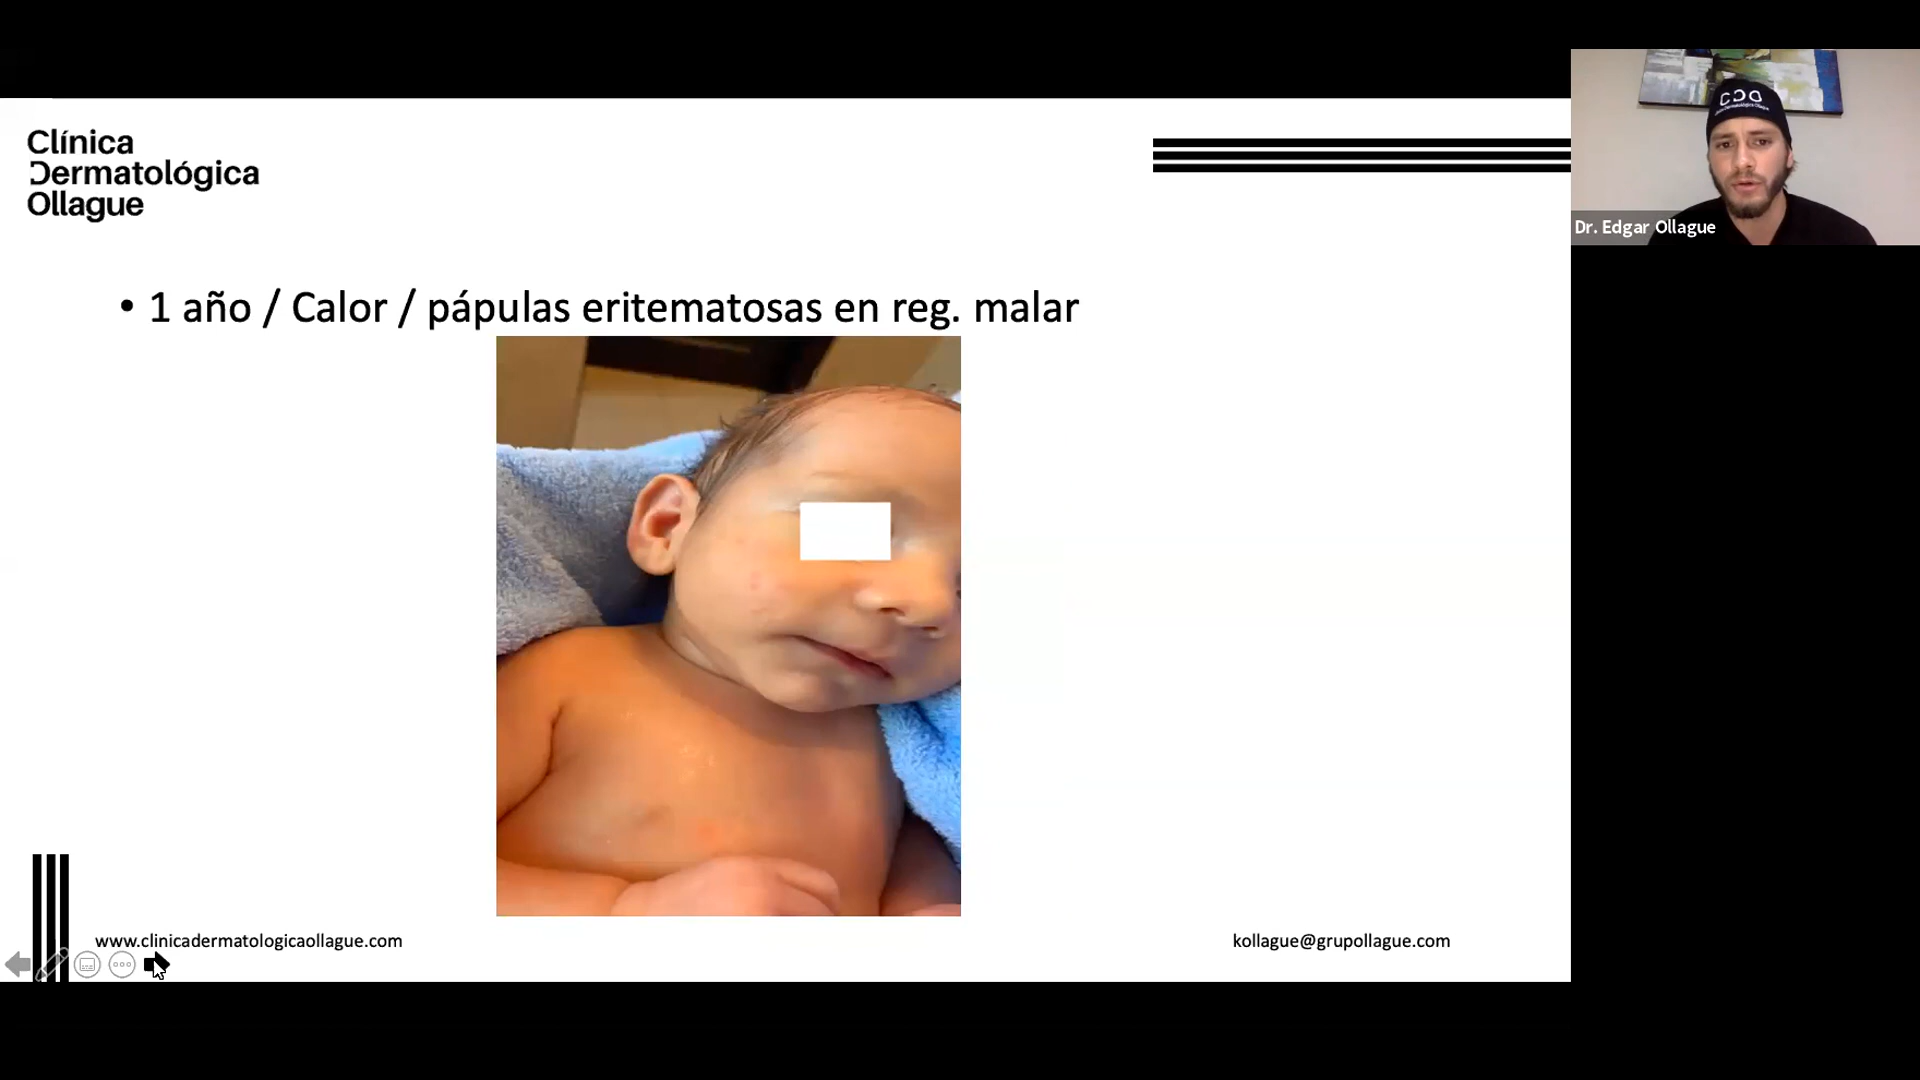 Clínica
Dermatológica
Ollague
Dr. Edgar Ollague
• 1 año / Calor / pápulas eritematosas en reg. malar
www.clinicadermatologicaollague.com
kollague@grupollague.com